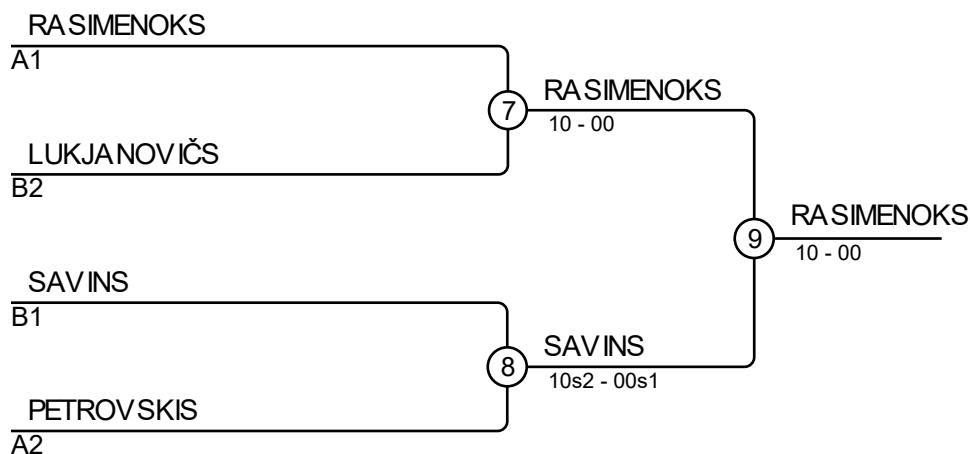 RASIMENOKS
A1
7
RASIMENOKS
10 - 00
LUKJANOVIČS
B2
9
RASIMENOKS
10 - 00
SAVINS
B1
8
SAVINS
10s2 - 00s1
PETROVSKIS
A2